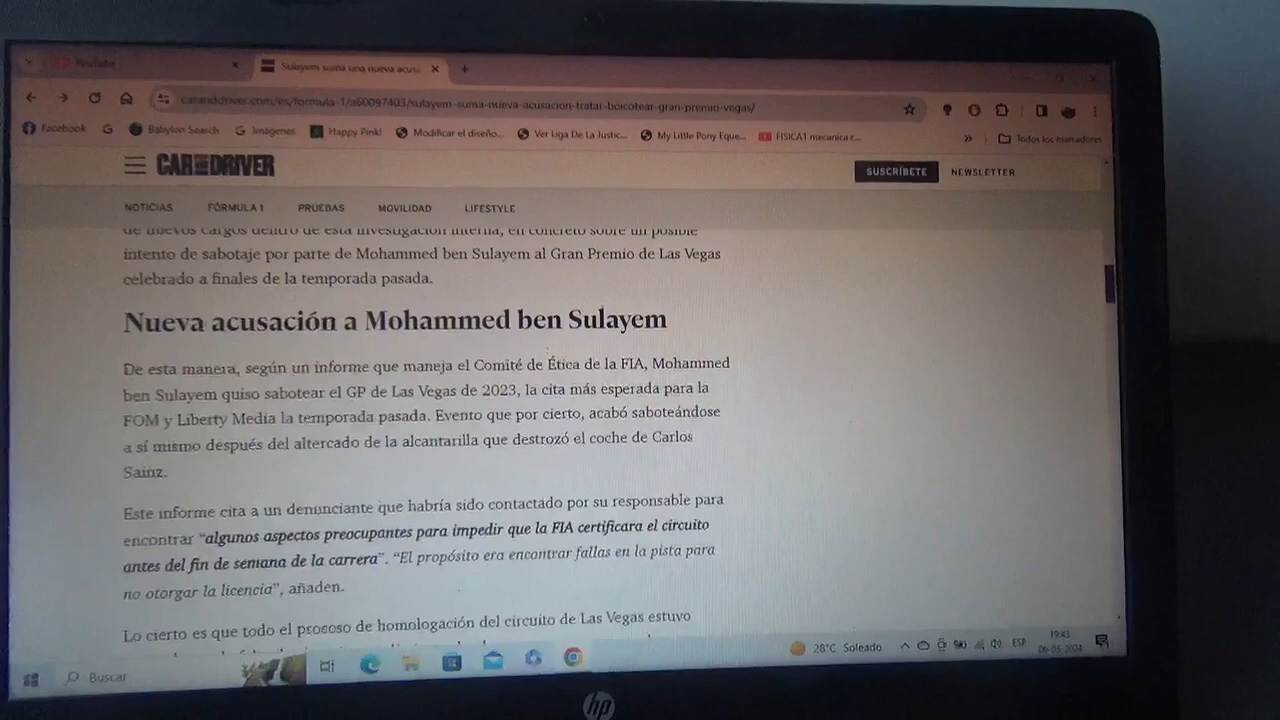 YouTube
Sulayem suma una nueva acus
caranddriver.com/es/formula-1/a60097403/sulayem-suma-nueva-acusacion-tratar-boicotear-gran-premio-vegas/
Facebook
Babylon Search
Imágenes
Happy Pink!
Modificar el diseño...
Ver Liga De La Justic...
My Little Pony Eque...
FISICA1 mecanica r...
»
Todos los marcadores
CAR AND DRIVER
SUSCRÍBETE
NEWSLETTER
NOTICIAS
FÓRMULA 1
PRUEBAS
MOVILIDAD
LIFESTYLE
de nuevos cargos dentro de esta investigación interna, en concreto sobre un posible
intento de sabotaje por parte de Mohammed ben Sulayem al Gran Premio de Las Vegas
celebrado a finales de la temporada pasada.
Nueva acusación a Mohammed ben Sulayem
De esta manera, según un informe que maneja el Comité de Ética de la FIA, Mohammed
ben Sulayem quiso sabotear el GP de Las Vegas de 2023, la cita más esperada para la
FOM y Liberty Media la temporada pasada. Evento que por cierto, acabó saboteándose
a sí mismo después del altercado de la alcantarilla que destrozó el coche de Carlos
Sainz.
Este informe cita a un denunciante que habría sido contactado por su responsable para
encontrar “algunos aspectos preocupantes para impedir que la FIA certificara el circuito
antes del fin de semana de la carrera”. “El propósito era encontrar fallas en la pista para
no otorgar la licencia”, añaden.
Lo cierto es que todo el proceso de homologación del circuito de Las Vegas estuvo
Buscar
28°C Soleado
ESP
19:43
06-03-2024
hp